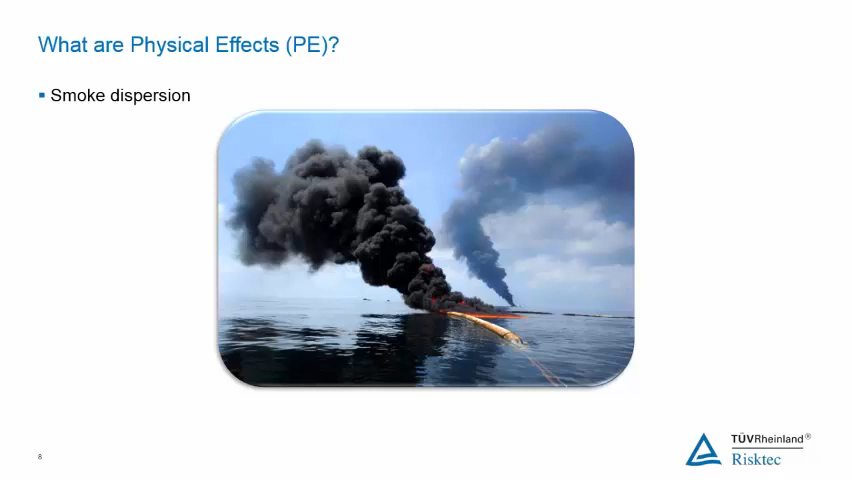 What are Physical Effects (PE)?
▪ Smoke dispersion
8
TÜVRheinland®
Risktec